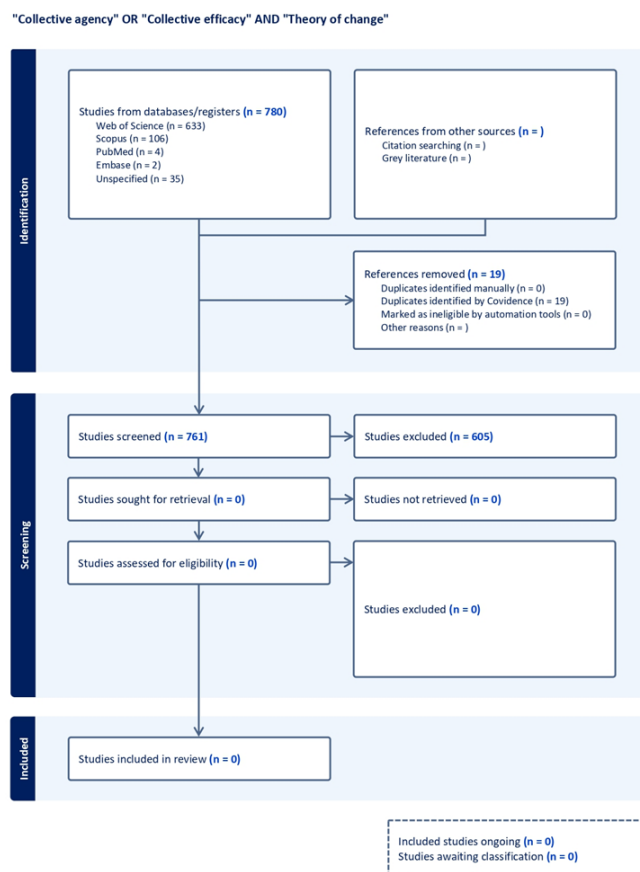 "Collective agency" OR "Collective efficacy" AND "Theory of change"
Identification
Studies from databases/registers (n = 780)
Web of Science (n = 633)
Scopus (n = 106)
PubMed (n = 4)
Embase (n = 2)
Unspecified (n = 35)
References from other sources (n = )
Citation searching (n = )
Grey literature (n = )
References removed (n = 19)
Duplicates identified manually (n = 0)
Duplicates identified by Covidence (n = 19)
Marked as ineligible by automation tools (n = 0)
Other reasons (n = )
Screening
Studies screened (n = 761)
Studies excluded (n = 605)
Studies sought for retrieval (n = 0)
Studies not retrieved (n = 0)
Studies assessed for eligibility (n = 0)
Studies excluded (n = 0)
Included
Studies included in review (n = 0)
Included studies ongoing (n = 0)
Studies awaiting classification (n = 0)